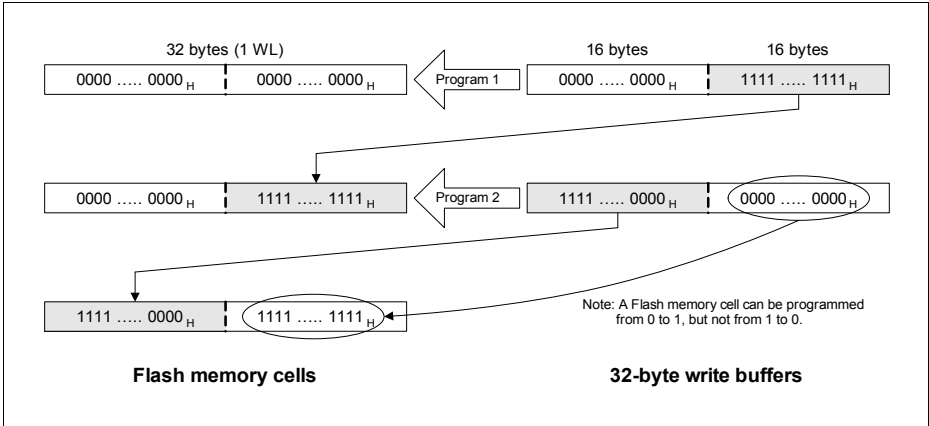 32 bytes (1 WL) 16 bytes 16 bytes
0000 ..... 0000 H 0000 ..... 0000 H Program 1 0000 ..... 0000 H 1111 ..... 1111 H
0000 ..... 0000 H 1111 ..... 1111 H Program 2 1111 ..... 0000 H 0000 ..... 0000 H
1111 ..... 0000 H 1111 ..... 1111 H
Note: A Flash memory cell can be programmed
from 0 to 1, but not from 1 to 0.
Flash memory cells 32-byte write buffers